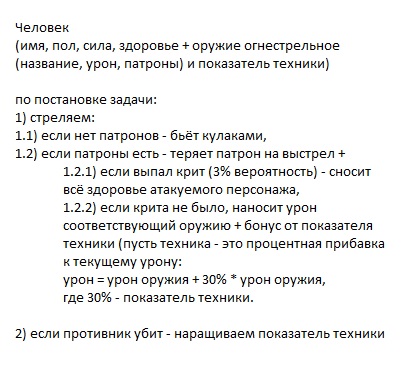 Человек
(имя, пол, сила, здоровье + оружие огнестрельное
(название, урон, патроны) и показатель техники)
по постановке задачи:
1) стреляем:
1.1) если нет патронов - бьёт кулаками,
1.2) если патроны есть - теряет патрон на выстрел +
1.2.1) если выпал крит (3% вероятность) - сносит
всё здоровье атакуемого персонажа,
1.2.2) если крита не было, наносит урон
соответствующий оружию + бонус от показателя
техники (пусть техника - это процентная прибавка
к текущему урону:
урон = урон оружия + 30% * урон оружия,
где 30% - показатель техники.
2) если противник убит - наращиваем показатель техники